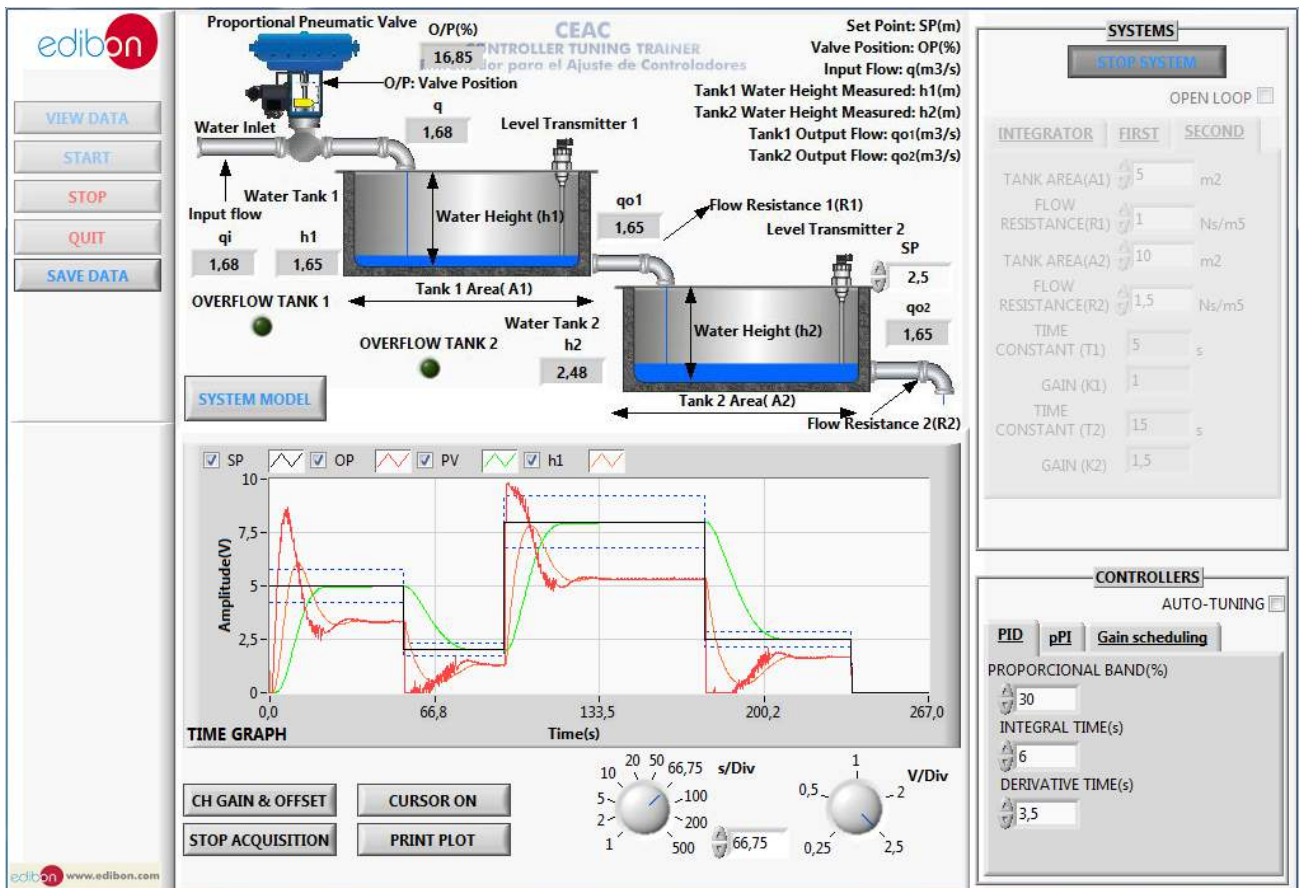 edibon
VIEW DATA
START
STOP
QUIT
SAVE DATA
edibon www.edibon.com
Proportional Pneumatic Valve
O/P(%)
16,85
O/P: Valve Position
CEAC
CONTROLLER TUNING TRAINER
para el Ajuste de Controladores
Set Point: SP(m)
Valve Position: OP(%)
Input Flow: q(m3/s)
Tank1 Water Height Measured: h1(m)
Tank2 Water Height Measured: h2(m)
Tank1 Output Flow: qo1(m3/s)
Tank2 Output Flow: qo2(m3/s)
q
1,68
Water Inlet
Level Transmitter 1
Water Tank 1
Input flow
qi
1,68
h1
1,65
Water Height (h1)
qo1
1,65
Flow Resistance 1(R1)
Level Transmitter 2
SP
2,5
Tank 1 Area( A1)
OVERFLOW TANK 1
OVERFLOW TANK 2
Water Tank 2
h2
2,48
Water Height (h2)
qo2
1,65
Tank 2 Area( A2)
Flow Resistance 2(R2)
SYSTEM MODEL
SP
OP
PV
h1
Amplitude(V)
10
7,5
5
2,5
0
0,0
66,8
133,5
200,2
267,0
TIME GRAPH
Time(s)
CH GAIN & OFFSET
CURSOR ON
STOP ACQUISITION
PRINT PLOT
s/Div
1
2
5
10
20
50
66,75
100
200
500
66,75
V/Div
0,25
0,5
1
2
2,5
SYSTEMS
STOP SYSTEM
OPEN LOOP
INTEGRATOR
FIRST
SECOND
TANK AREA(A1) 5 m2
FLOW
RESISTANCE(R1) 1 Ns/m5
TANK AREA(A2) 10 m2
FLOW
RESISTANCE(R2) 1,5 Ns/m5
TIME
CONSTANT (T1) 5 s
GAIN (K1) 1
TIME
CONSTANT (T2) 15 s
GAIN (K2) 1,5
CONTROLLERS
AUTO-TUNING
PID
pPI
Gain scheduling
PROPORCIONAL BAND(%)
30
INTEGRAL TIME(s)
6
DERIVATIVE TIME(s)
3,5